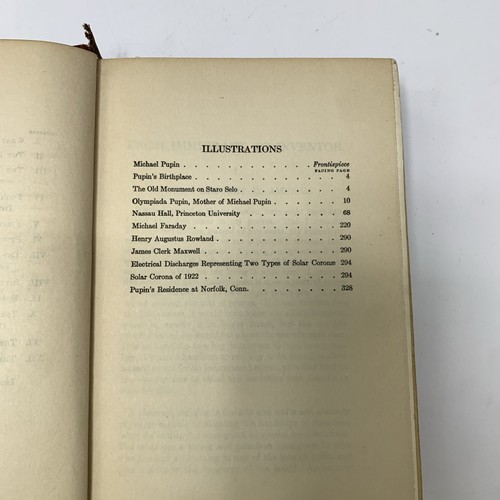 ILLUSTRATIONS
Michael Pupin . . . . . . . . . . . . Frontispiece
FACING PAGE
Pupin's Birthplace . . . . . . . . . . . . 4
The Old Monument on Staro Selo . . . . . . . . 4
Olympiada Pupin, Mother of Michael Pupin . . . . . 10
Nassau Hall, Princeton University . . . . . . . . 68
Michael Faraday . . . . . . . . . . . . 220
Henry Augustus Rowland . . . . . . . . . . 290
James Clerk Maxwell . . . . . . . . . . . 290
Electrical Discharges Representing Two Types of Solar Coronæ 294
Solar Corona of 1922 . . . . . . . . . . . 294
Pupin's Residence at Norfolk, Conn. . . . . . . . 328